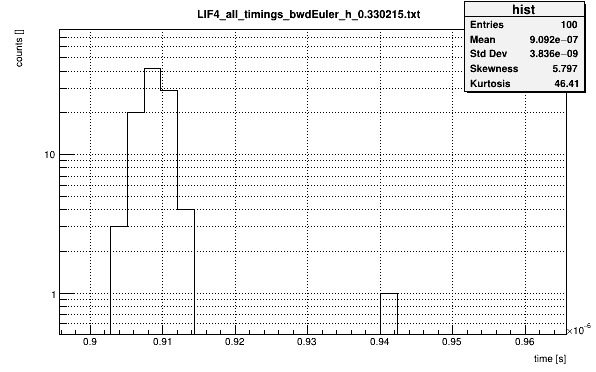 LIF4_all_timings_bwdEuler_h_0.330215.txt
hist
Entries 100
Mean 9.092e−07
Std Dev 3.836e−09
Skewness 5.797
Kurtosis 46.41
counts []
10
1
0.9 0.91 0.92 0.93 0.94 0.95 0.96
×10⁻⁶
time [s]